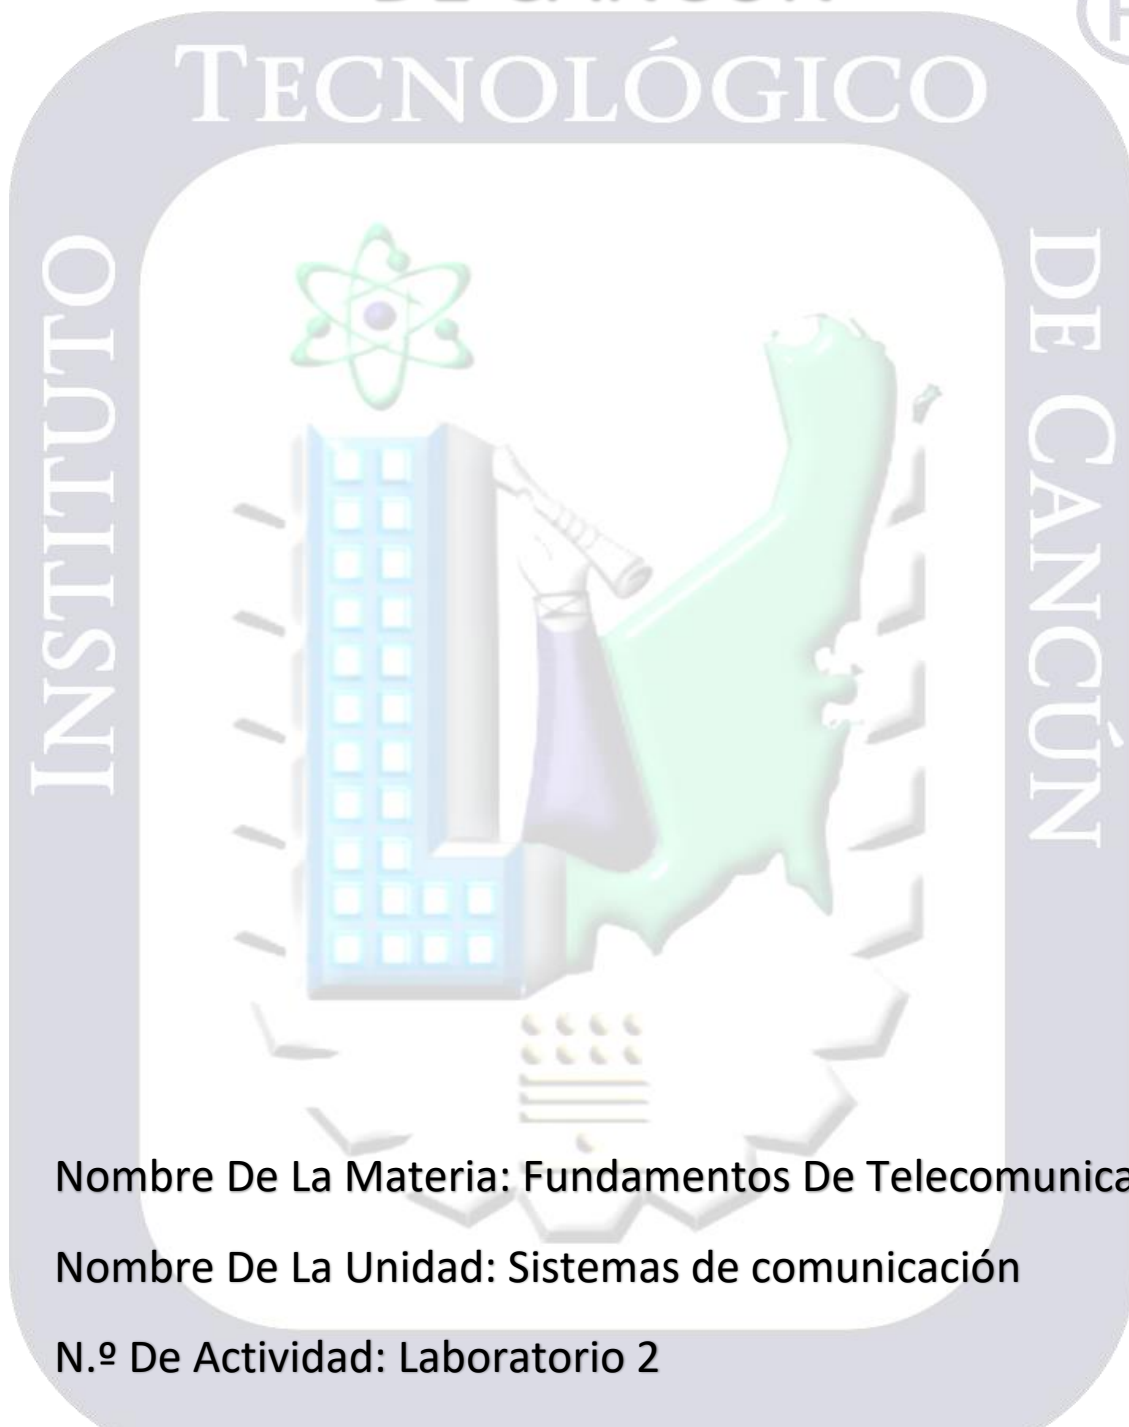 TECNOLÓGICO
INSTITUTO
DE CANCÚN
Nombre De La Materia: Fundamentos De Telecomunica
Nombre De La Unidad: Sistemas de comunicación
N.º De Actividad: Laboratorio 2